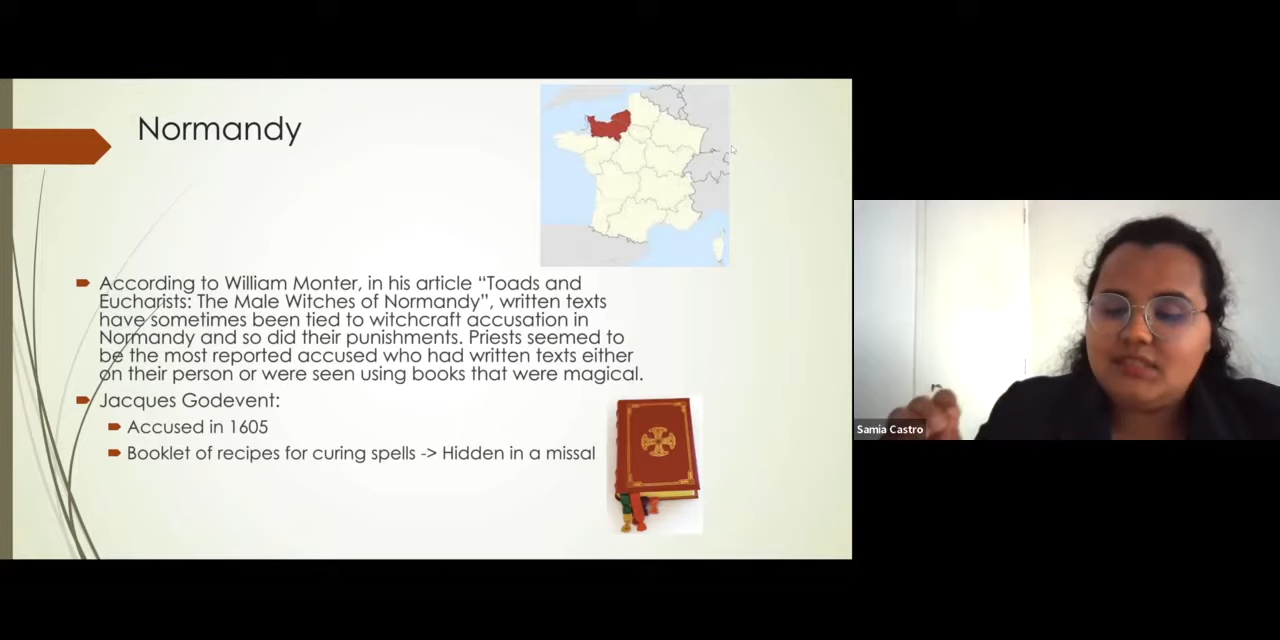 Normandy
According to William Monter, in his article “Toads and
Eucharists: The Male Witches of Normandy”, written texts
have sometimes been tied to witchcraft accusation in
Normandy and so did their punishments. Priests seemed to
be the most reported accused who had written texts either
on their person or were seen using books that were magical.
Jacques Godevent:
Accused in 1605
Booklet of recipes for curing spells -> Hidden in a missal
Samia Castro